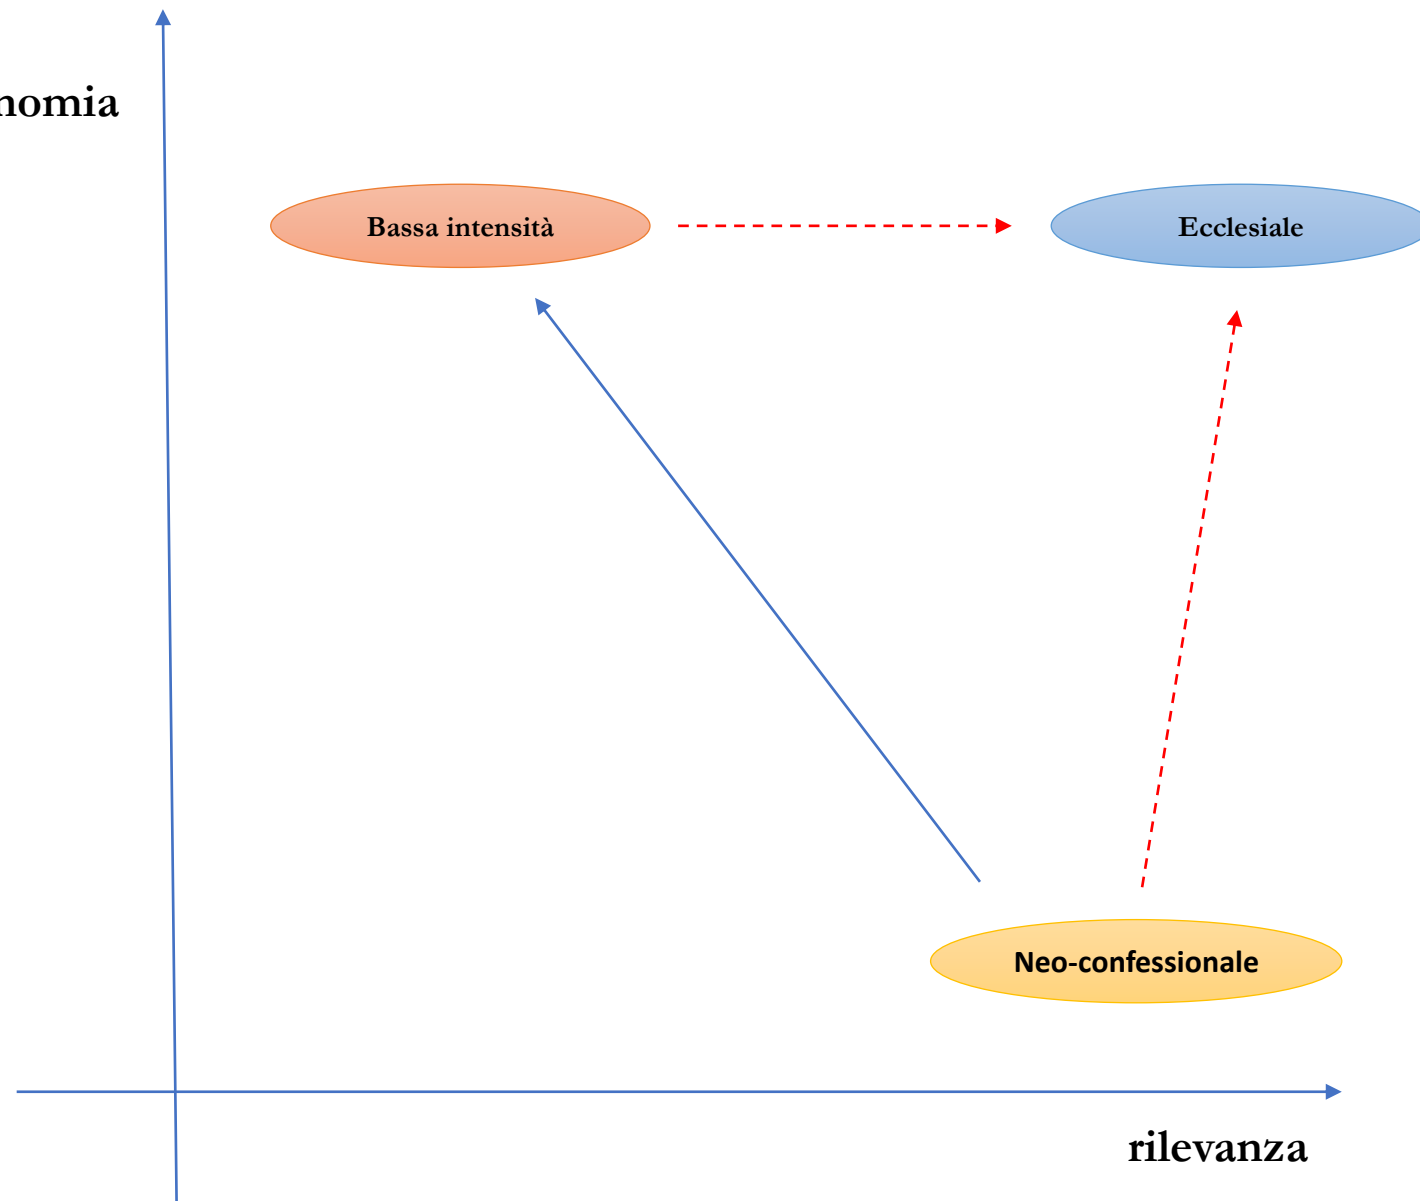 nomia
Bassa intensità
Ecclesiale
Neo-confessionale
rilevanza